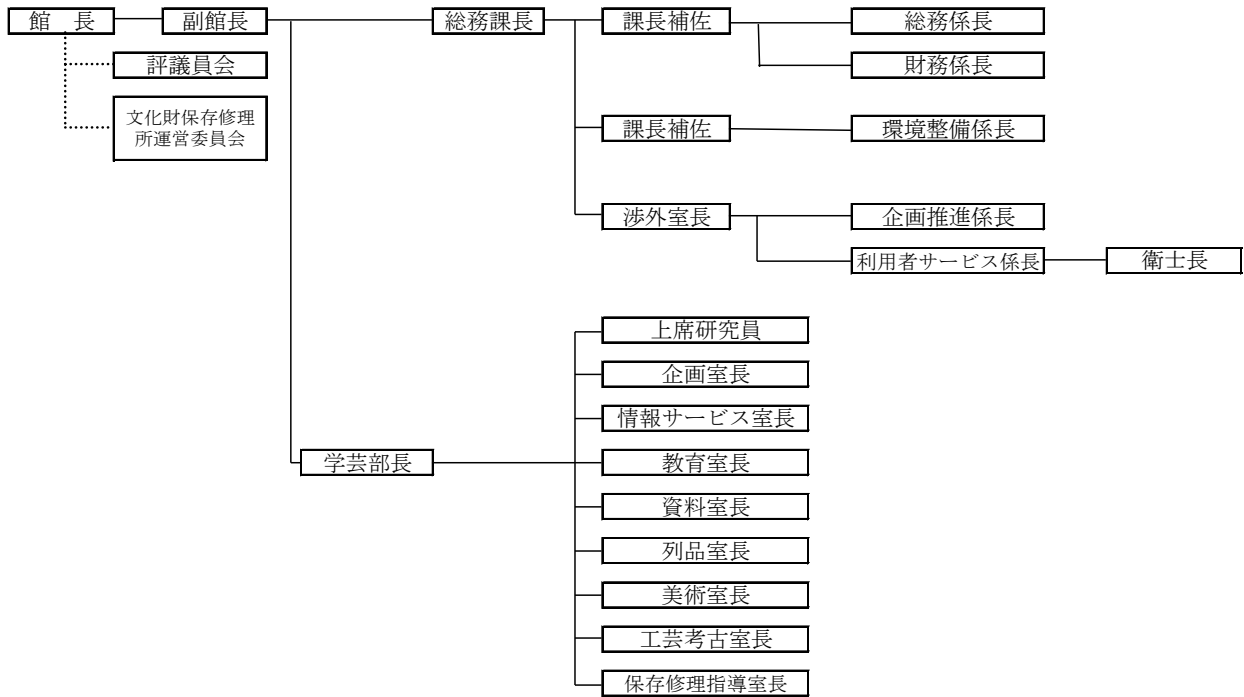 館　長
副館長
総務課長
課長補佐
総務係長
評議員会
財務係長
文化財保存修理
所運営委員会
課長補佐
環境整備係長
渉外室長
企画推進係長
利用者サービス係長
衛士長
上席研究員
企画室長
情報サービス室長
学芸部長
教育室長
資料室長
列品室長
美術室長
工芸考古室長
保存修理指導室長